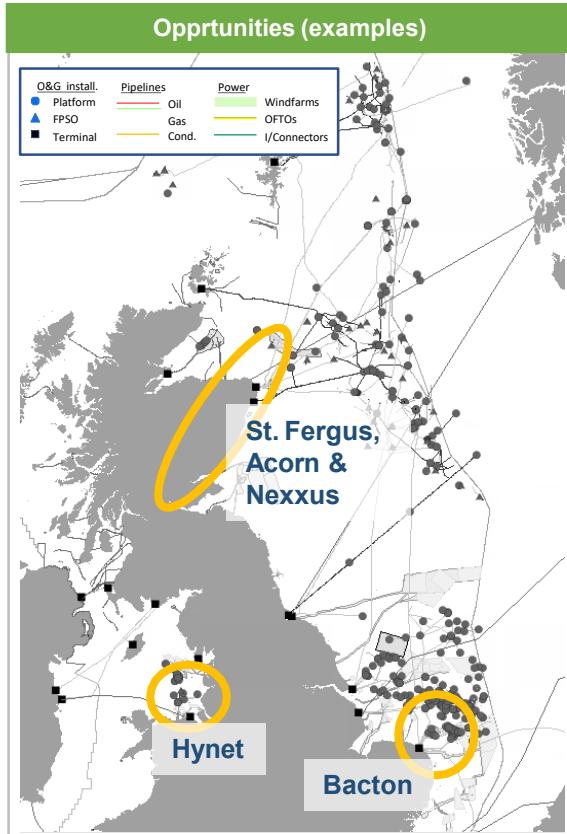 Opprtunities (examples)
O&G install. Pipelines Power
Platform Oil Windfarms
FPSO Gas OFTOs
Terminal Cond. I/Connectors
St. Fergus,
Acorn &
Nexxus
Hynet
Bacton